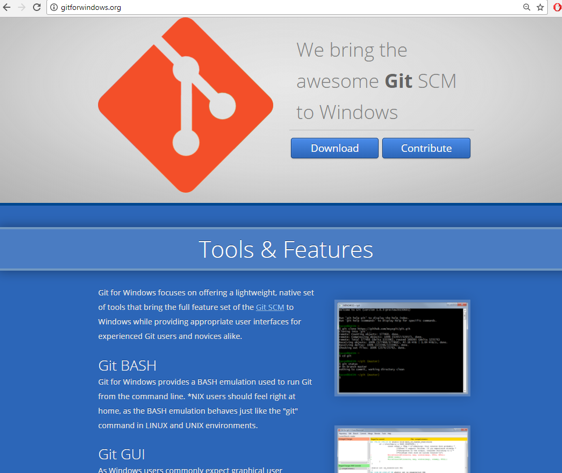 gitforwindows.org
We bring the
awesome Git SCM
to Windows
Download
Contribute
Tools & Features
Git for Windows focuses on offering a lightweight, native set
of tools that bring the full feature set of the Git SCM to
Windows while providing appropriate user interfaces for
experienced Git users and novices alike.
Git BASH
Git for Windows provides a BASH emulation used to run Git
from the command line. *NIX users should feel right at
home, as the BASH emulation behaves just like the "git"
command in LINUX and UNIX environments.
Git GUI
As Windows users commonly expect graphical user